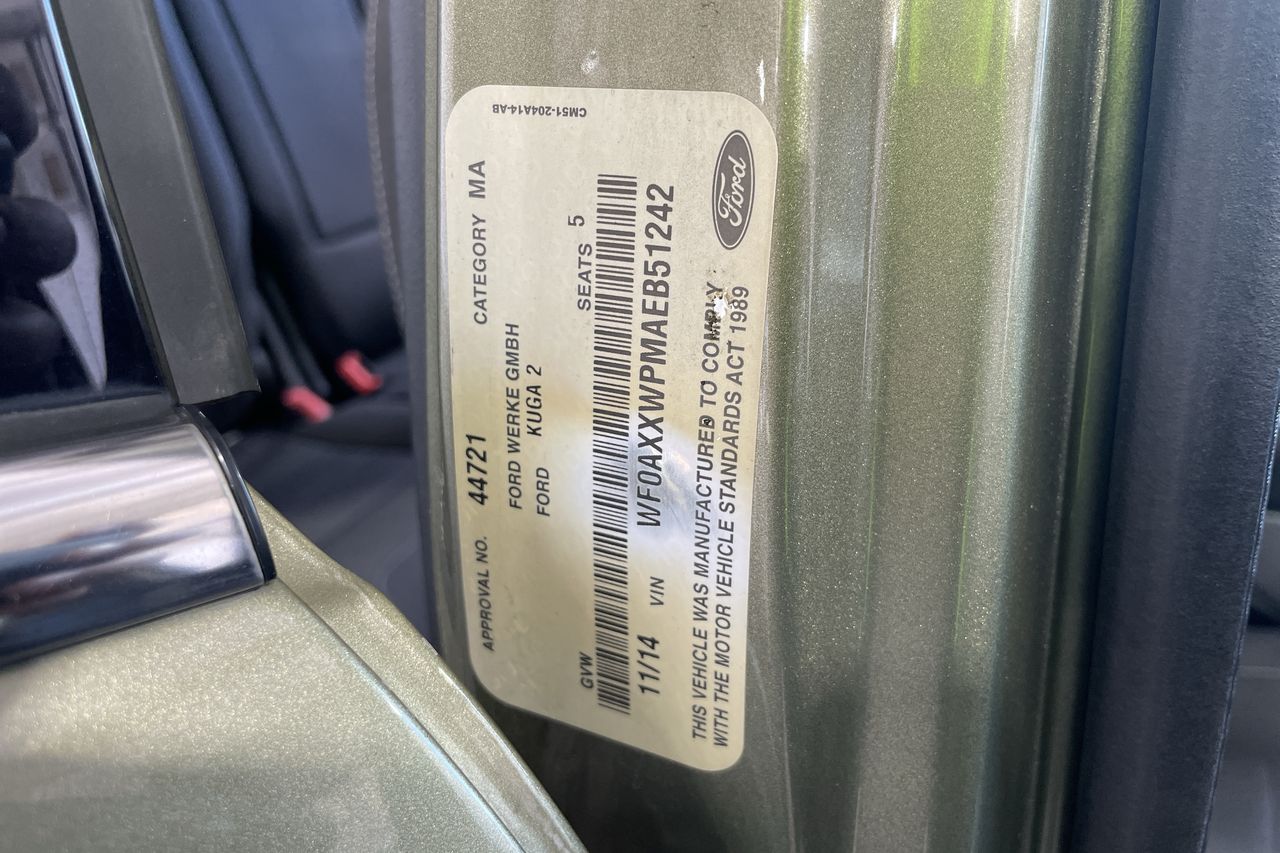 APPROVAL NO. 44721 CATEGORY MA
FORD WERKE GMBH
FORD KUGA 2
GVW SEATS 5
11/14 VIN WF0AXXWPMAEB51242
THIS VEHICLE WAS MANUFACTURED TO COMPLY
WITH THE MOTOR VEHICLE STANDARDS ACT 1989
Ford
CM51-204A14-AB